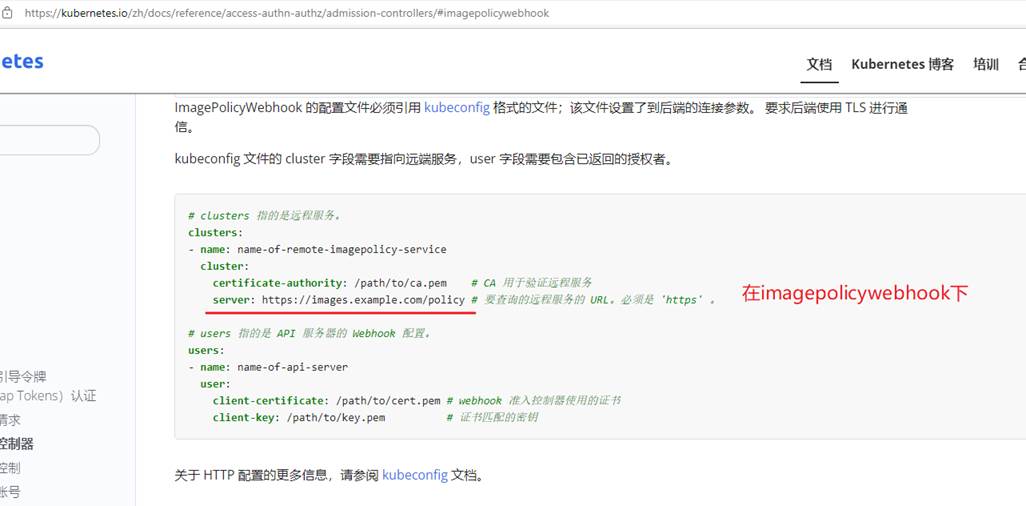 https://kubernetes.io/zh/docs/reference/access-authn-authz/admission-controllers/#imagepolicywebhook
etes
文档 Kubernetes 博客 培训
ImagePolicyWebhook 的配置文件必须引用 kubeconfig 格式的文件；该文件设置了到后端的连接参数。 要求后端使用 TLS 进行通
信。
kubeconfig 文件的 cluster 字段需要指向远端服务，user 字段需要包含已返回的授权者。
# clusters 指的是远程服务。
clusters:
- name: name-of-remote-imagepolicy-service
cluster:
certificate-authority: /path/to/ca.pem # CA 用于验证远程服务
server: https://images.example.com/policy # 要查询的远程服务的 URL。必须是 'https' 。
在imagepolicywebhook下
# users 指的是 API 服务器的 Webhook 配置。
users:
- name: name-of-api-server
user:
client-certificate: /path/to/cert.pem # webhook 准入控制器使用的证书
client-key: /path/to/key.pem # 证书匹配的密钥
关于 HTTP 配置的更多信息，请参阅 kubeconfig 文档。
引导令牌
ap Tokens）认证
请求
控制器
控制
账号